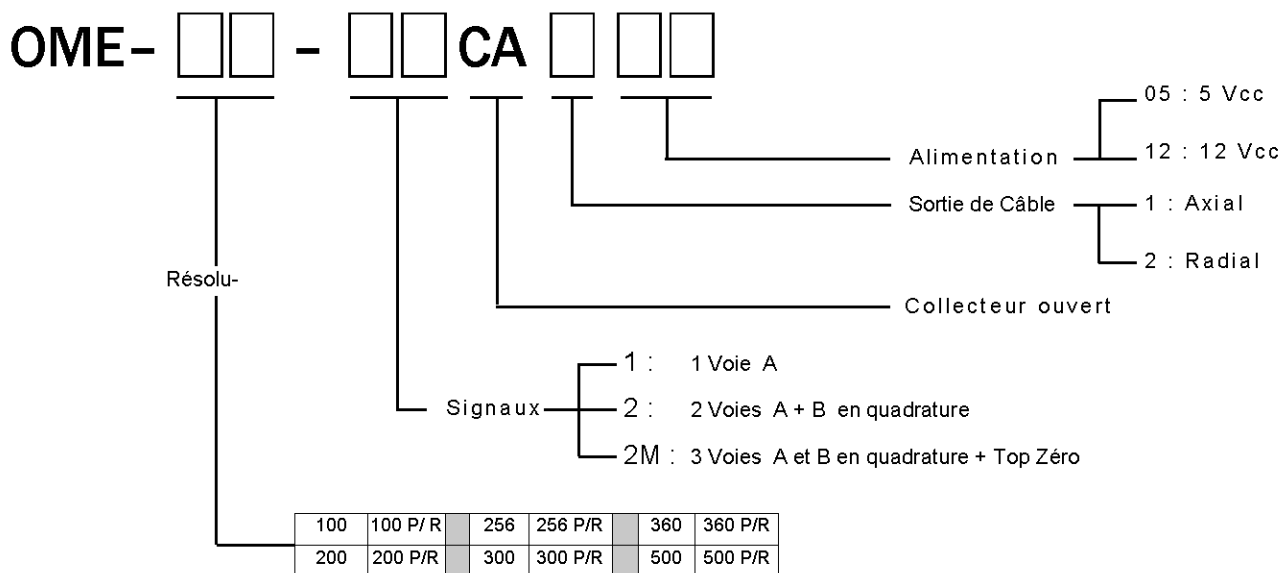 OME- - CA
05 : 5 Vcc
Alimentation
12 : 12 Vcc
Sortie de Câble
1 : Axial
2 : Radial
Résolu-
Collecteur ouvert
1 : 1 Voie A
Signaux
2 : 2 Voies A + B en quadrature
2M : 3 Voies A et B en quadrature + Top Zéro
100 100 P/ R 256 256 P/R 360 360 P/R
200 200 P/R 300 300 P/R 500 500 P/R